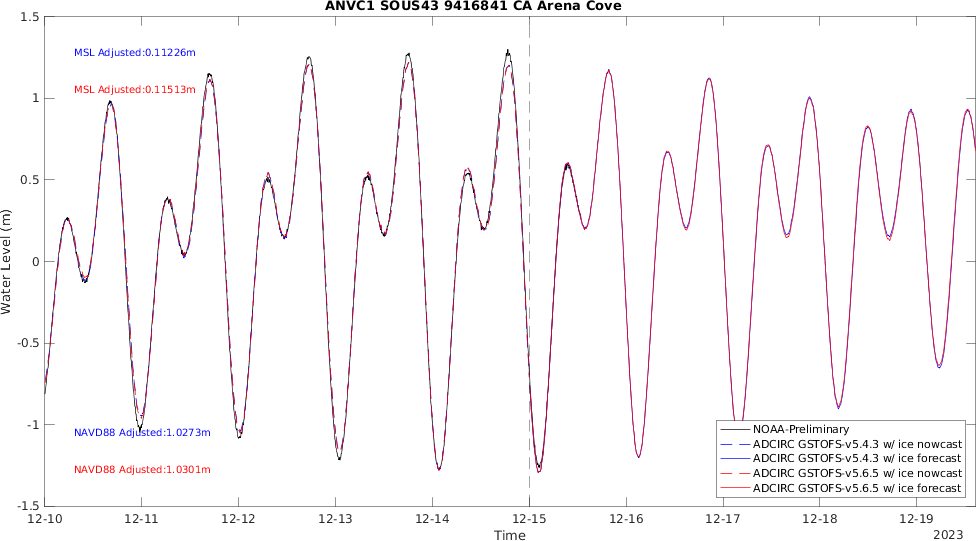 ANVC1 SOUS43 9416841 CA Arena Cove
1.5
MSL Adjusted:0.11226m
MSL Adjusted:0.11513m
1
0.5
0
-0.5
-1
-1.5
Water Level (m)
NAVD88 Adjusted:1.0273m
NAVD88 Adjusted:1.0301m
NOAA-Preliminary
ADCIRC GSTOFS-v5.4.3 w/ ice nowcast
ADCIRC GSTOFS-v5.4.3 w/ ice forecast
ADCIRC GSTOFS-v5.6.5 w/ ice nowcast
ADCIRC GSTOFS-v5.6.5 w/ ice forecast
12-10 12-11 12-12 12-13 12-14 12-15 12-16 12-17 12-18 12-19
Time
2023